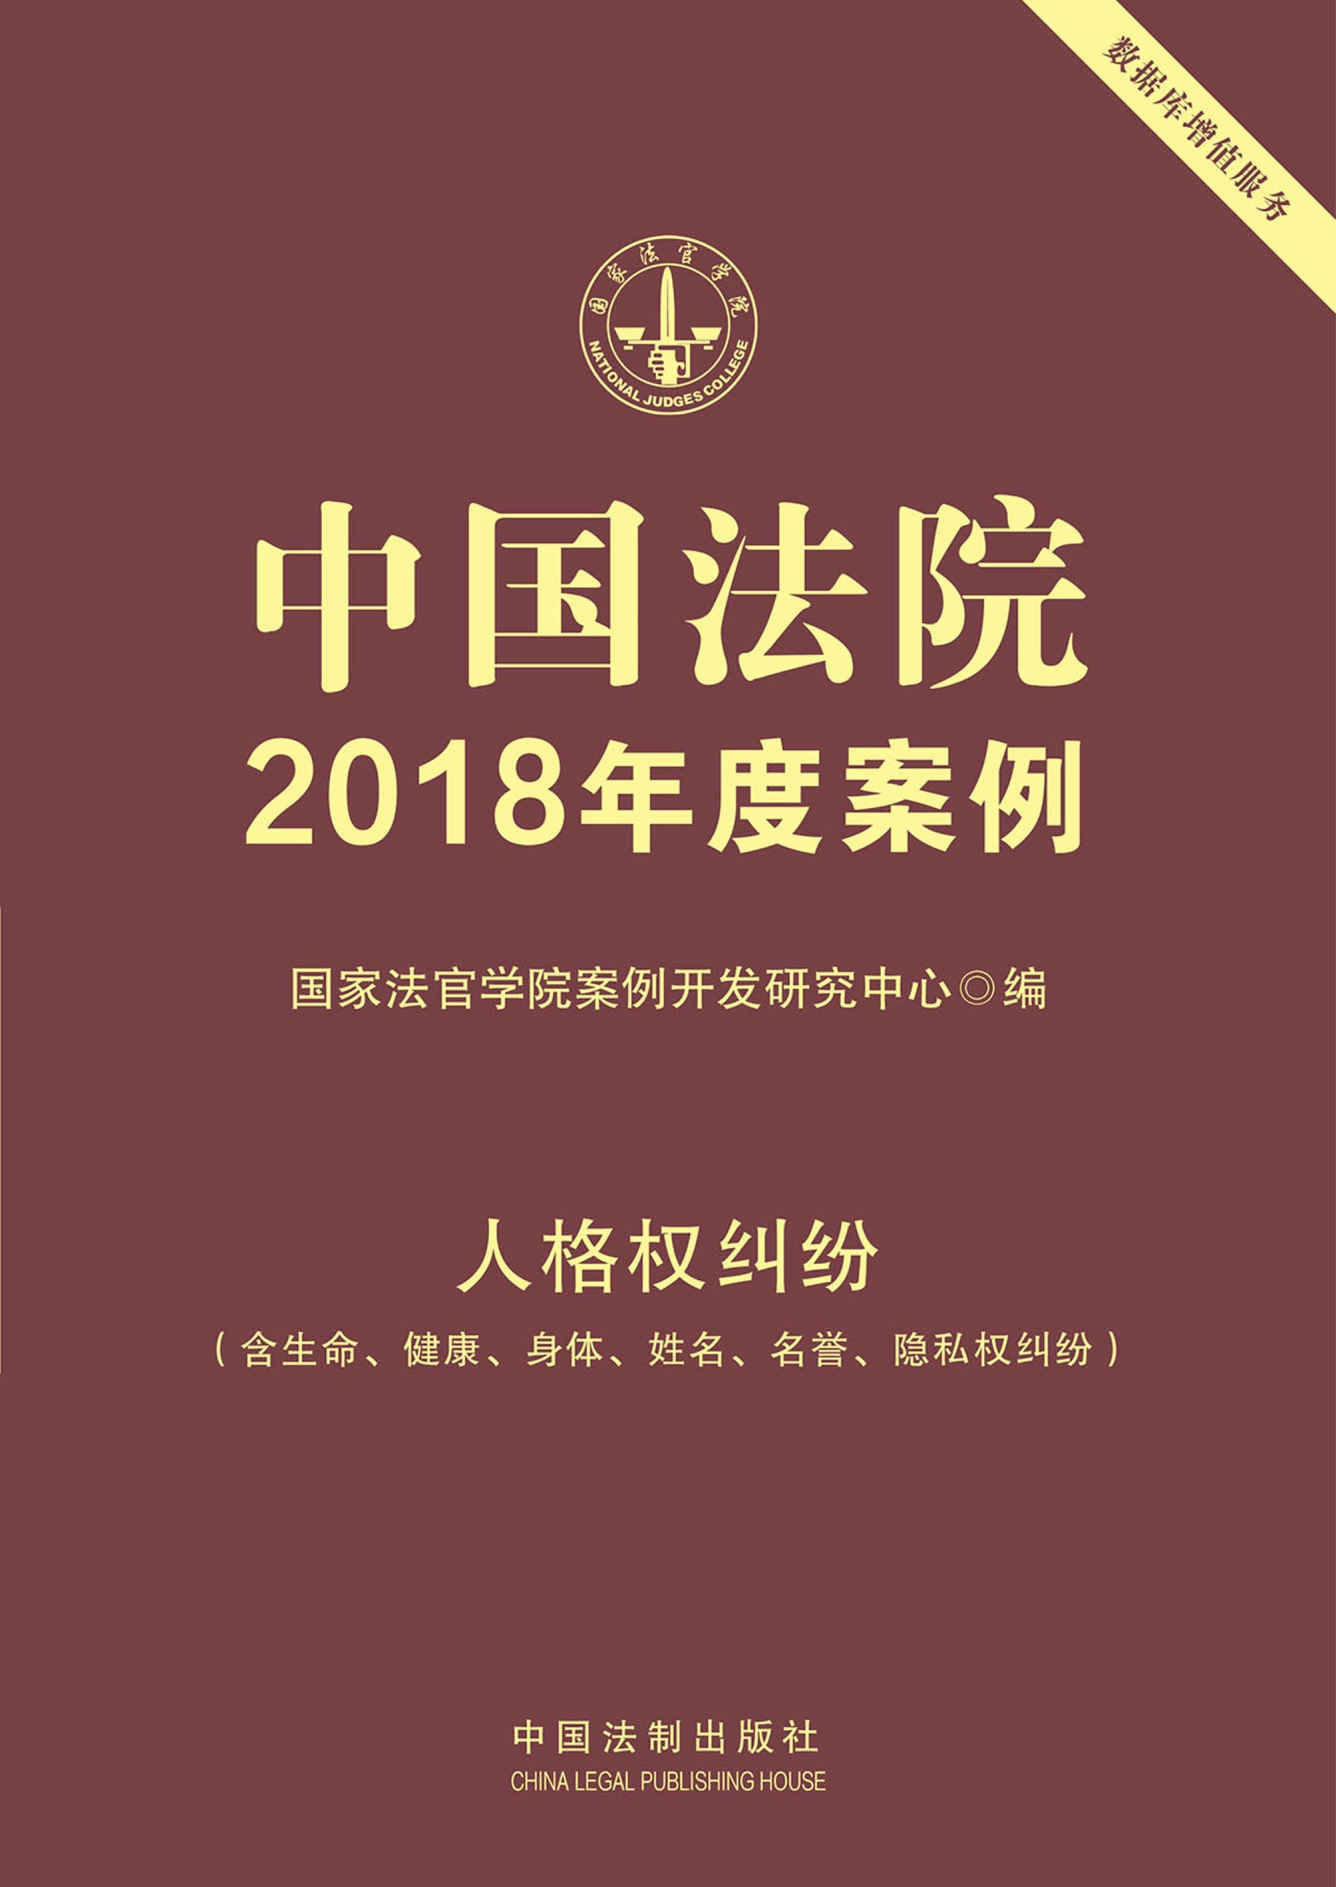 数据库增值服务
国家法官学院
NATIONAL JUDGES COLLEGE
中国法院
2018年度案例
国家法官学院案例开发研究中心◎编
人格权纠纷
（含生命、健康、身体、姓名、名誉、隐私权纠纷）
中国法制出版社
CHINA LEGAL PUBLISHING HOUSE